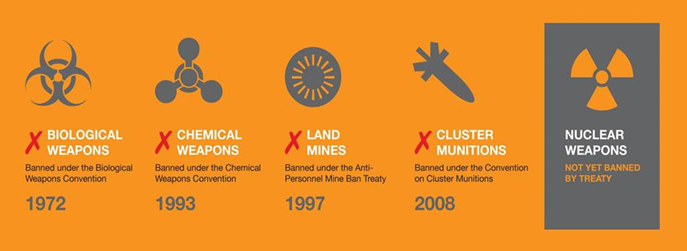 BIOLOGICAL
WEAPONS
Banned under the Biological
Weapons Convention
1972
CHEMICAL
WEAPONS
Banned under the Chemical
Weapons Convention
1993
LAND
MINES
Banned under the Anti-
Personnel Mine Ban Treaty
1997
CLUSTER
MUNITIONS
Banned under the Convention
on Cluster Munitions
2008
NUCLEAR
WEAPONS
NOT YET BANNED
BY TREATY